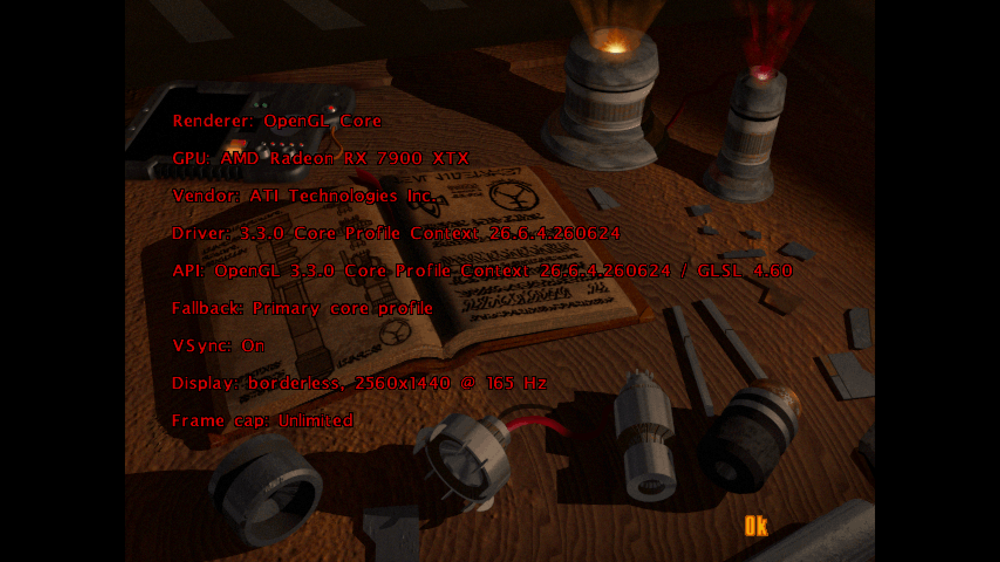 Renderer: OpenGL Core
GPU: AMD Radeon RX 7900 XTX
Vendor: ATI Technologies Inc.
Driver: 3.3.0 Core Profile Context 26.6.4.260624
API: OpenGL 3.3.0 Core Profile Context 26.6.4.260624 / GLSL 4.60
Fallback: Primary core profile
VSync: On
Display: borderless, 2560x1440 @ 165 Hz
Frame cap: Unlimited
Ok